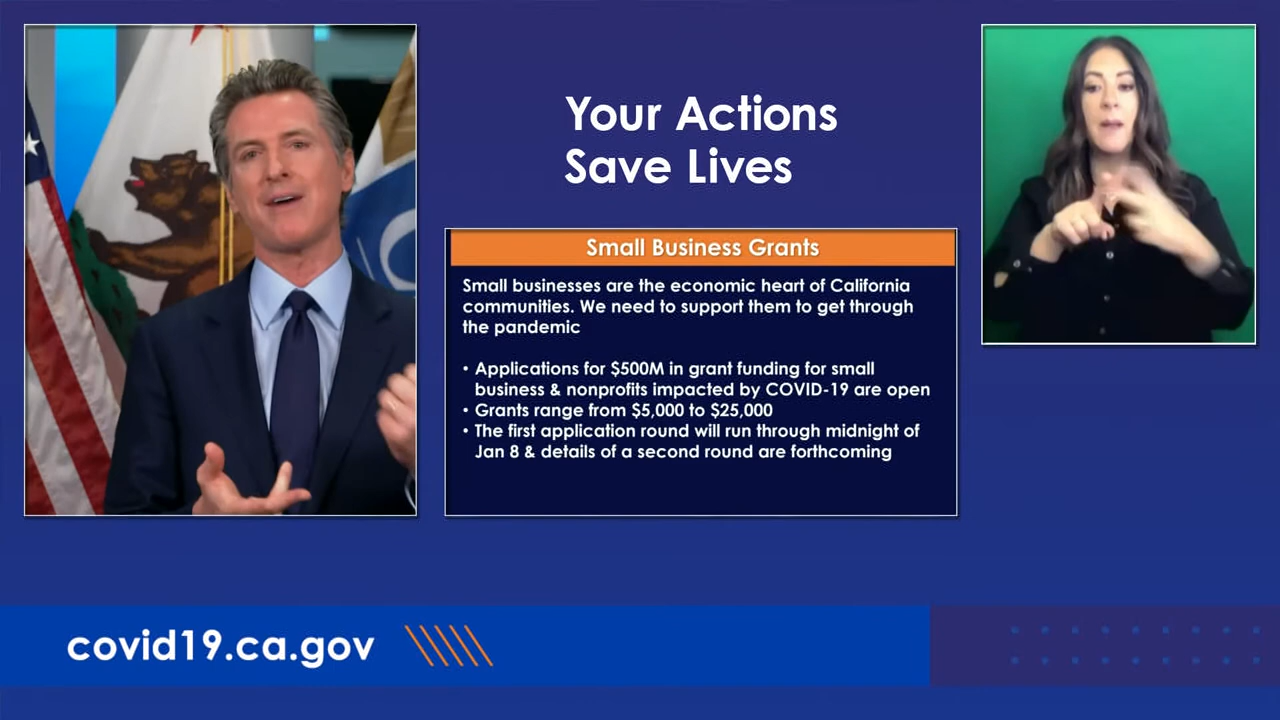 Your Actions
Save Lives
Small Business Grants
Small businesses are the economic heart of California
communities. We need to support them to get through
the pandemic
• Applications for $500M in grant funding for small
business & nonprofits impacted by COVID-19 are open
• Grants range from $5,000 to $25,000
• The first application round will run through midnight of
Jan 8 & details of a second round are forthcoming
covid19.ca.gov